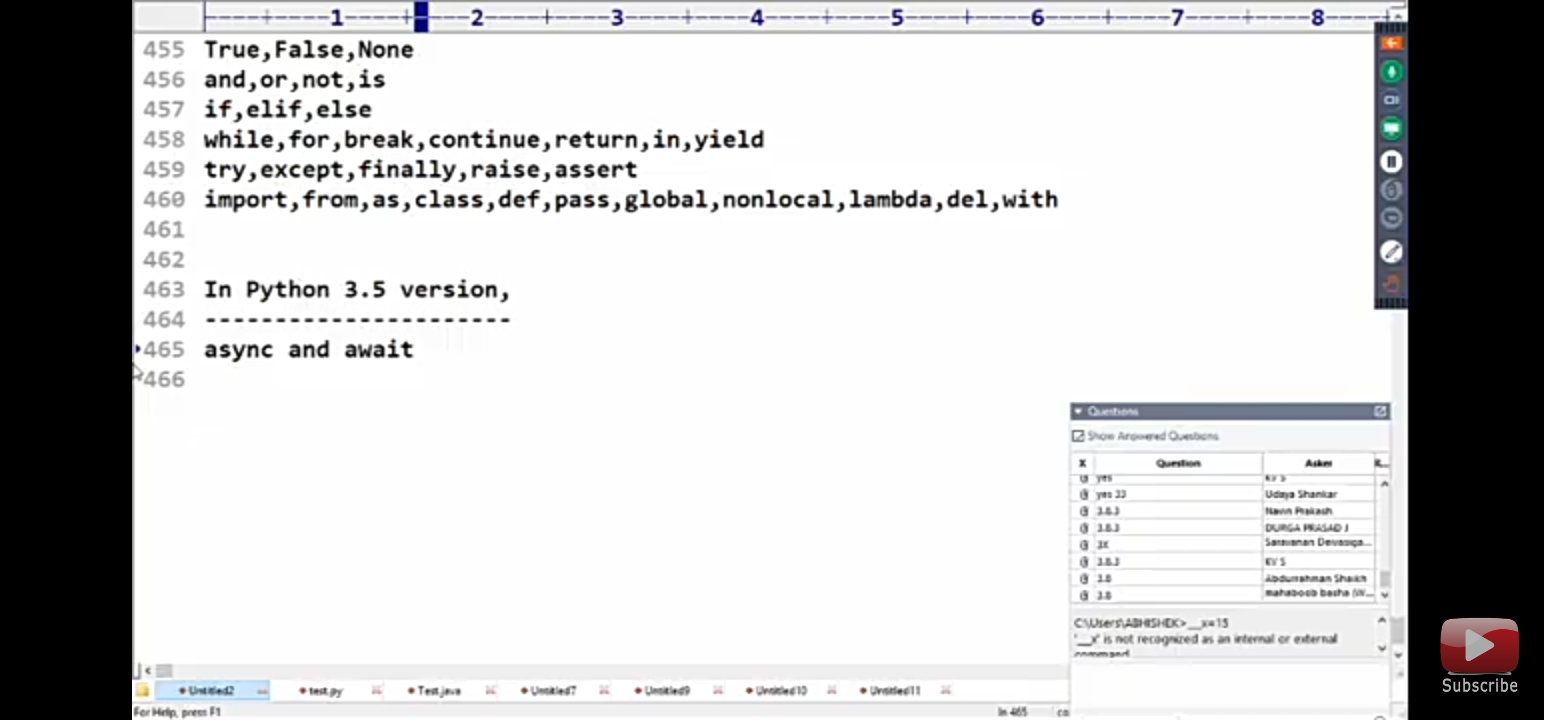 1 2 3 4 5 6 7 8
455 True,False,None
456 and,or,not,is
457 if,elif,else
458 while,for,break,continue,return,in,yield
459 try,except,finally,raise,assert
460 import,from,as,class,def,pass,global,nonlocal,lambda,del,with
461
462
463 In Python 3.5 version,
464 ----------------------
465 async and await
466
Questions
Show Answered Questions
X Question Asker R...
yes KV S
yes 33 Udaya Shankar
3.8.3 Navin Prakash
3.8.3 DURGA PRASAD J
3X Saravanan Devasiga...
3.8.3 KV S
3.8 Abdurrahman Shaikh
3.8 mahaboob basha (W...
C:\Users\ABHISHEK>__x=15
'__x' is not recognized as an internal or external
command
Subscribe
Untitled2 test.py Test.java Untitled7 Untitled9 Untitled10 Untitled11
For Help, press F1 ln 465 co